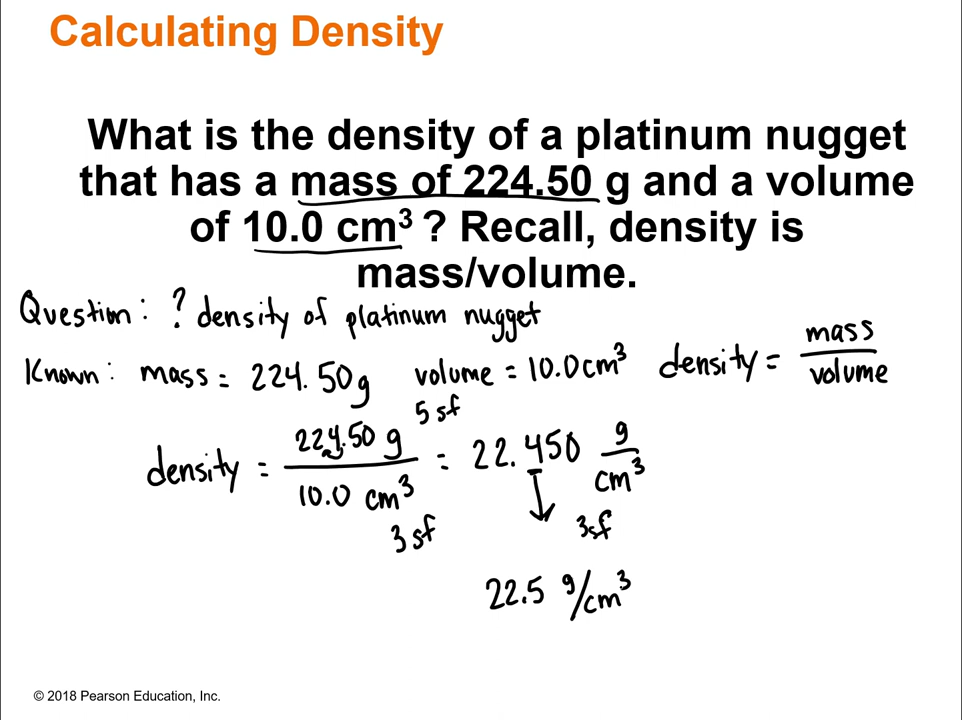 Calculating Density
What is the density of a platinum nugget
that has a mass of 224.50 g and a volume
of 10.0 cm³ ? Recall, density is
mass/volume.
Question: ? density of platinum nugget
Known: mass = 224.50g volume = 10.0cm³ density = mass/volume
5 sf
density = 224.50 g / 10.0 cm³ = 22.450 g/cm³
3 sf 3sf
22.5 g/cm³
© 2018 Pearson Education, Inc.